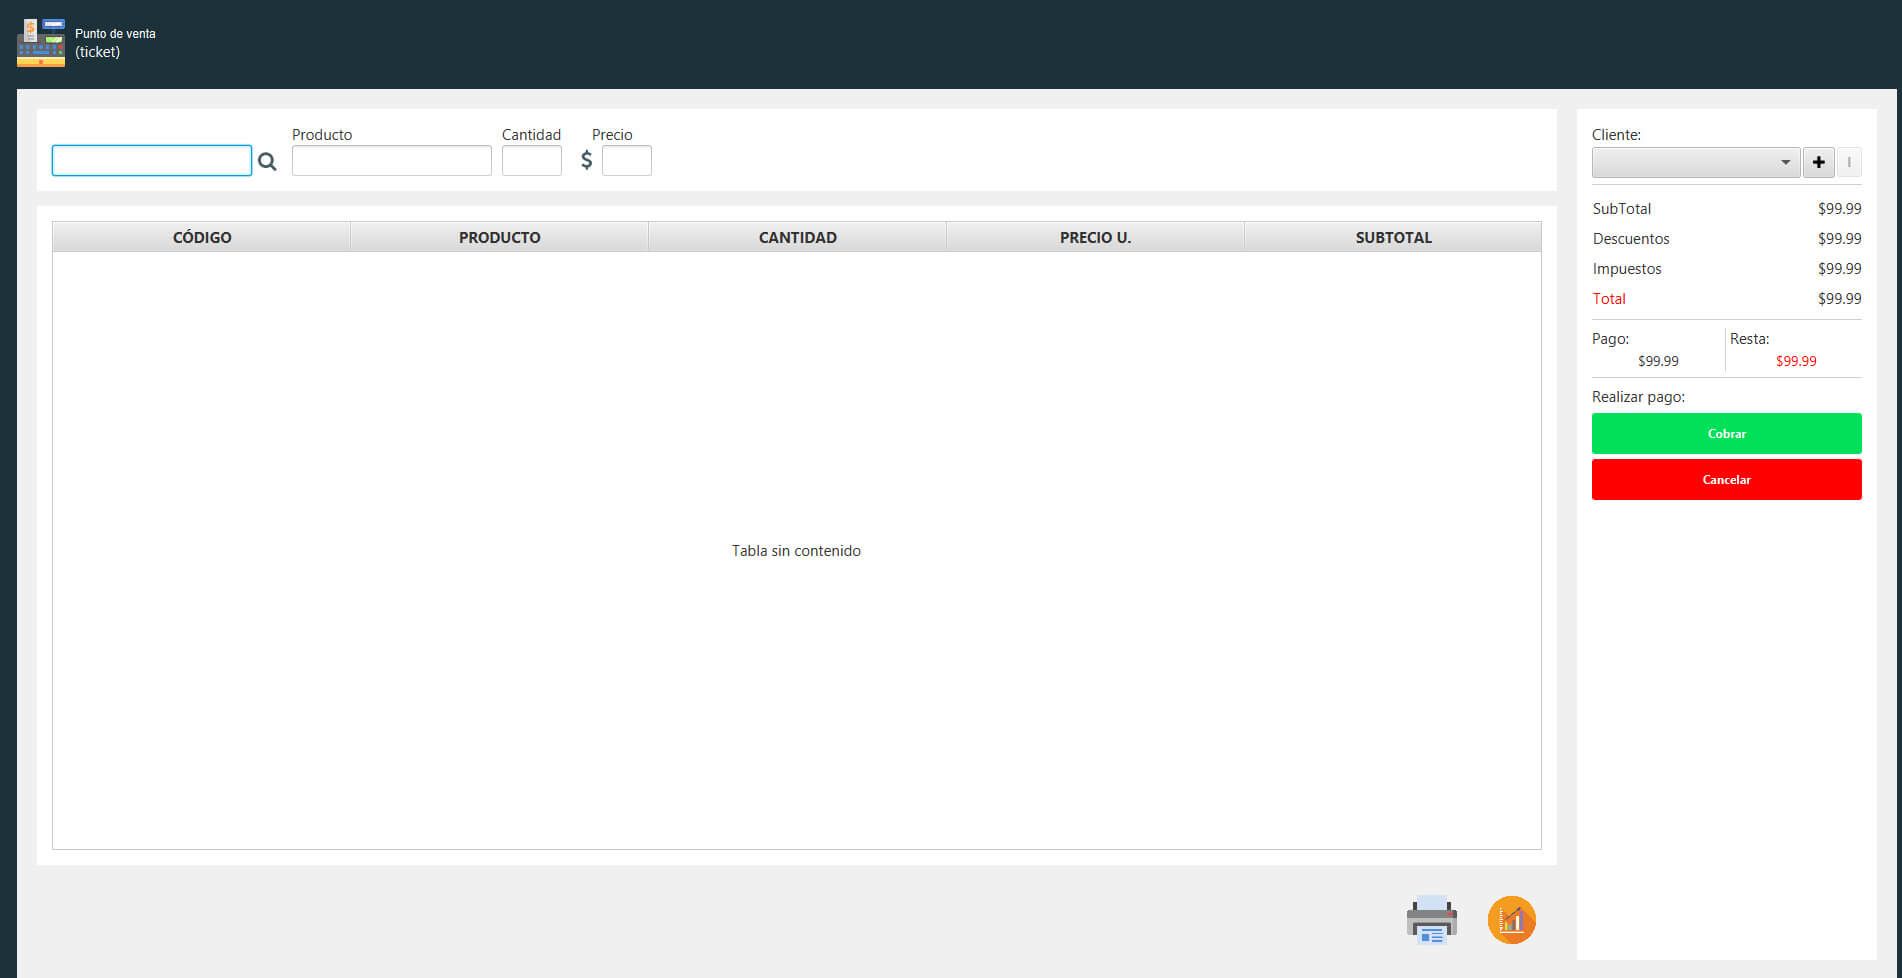 Punto de venta
(ticket)
Producto Cantidad Precio
$
CÓDIGO PRODUCTO CANTIDAD PRECIO U. SUBTOTAL
Tabla sin contenido
Cliente:
SubTotal $99.99
Descuentos $99.99
Impuestos $99.99
Total $99.99
Pago: Resta:
$99.99 $99.99
Realizar pago:
Cobrar
Cancelar